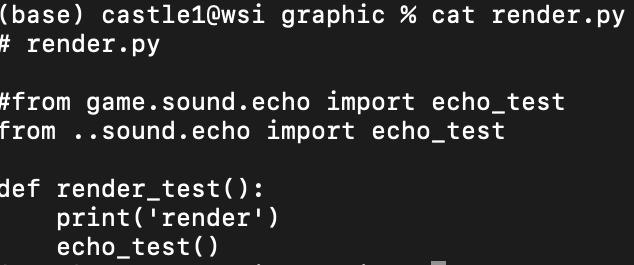 (base) castle1@wsi graphic % cat render.py
# render.py
#from game.sound.echo import echo_test
from ..sound.echo import echo_test
def render_test():
    print('render')
    echo_test()